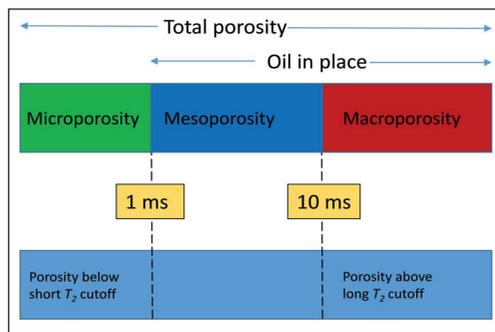 Total porosity
Oil in place
Microporosity
Mesoporosity
Macroporosity
1 ms
10 ms
Porosity below
short T2 cutoff
Porosity above
long T2 cutoff